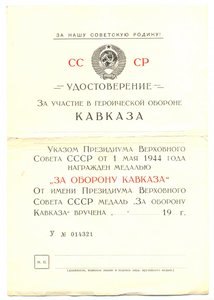 ЗА НАШУ СОВЕТСКУЮ РОДИНУ!
СС СР
УДОСТОВЕРЕНИЕ
ЗА УЧАСТИЕ В ГЕРОИЧЕСКОЙ ОБОРОНЕ
КАВКАЗА
УКАЗОМ ПРЕЗИДИУМА ВЕРХОВНОГО
СОВЕТА СССР ОТ 1 МАЯ 1944 ГОДА
НАГРАЖДЕН МЕДАЛЬЮ
„ЗА ОБОРОНУ КАВКАЗА“
ОТ ИМЕНИ ПРЕЗИДИУМА ВЕРХОВНОГО
СОВЕТА СССР МЕДАЛЬ „ЗА ОБОРОНУ
КАВКАЗА“ ВРУЧЕНА 19 г.
У № 014321
М. П.